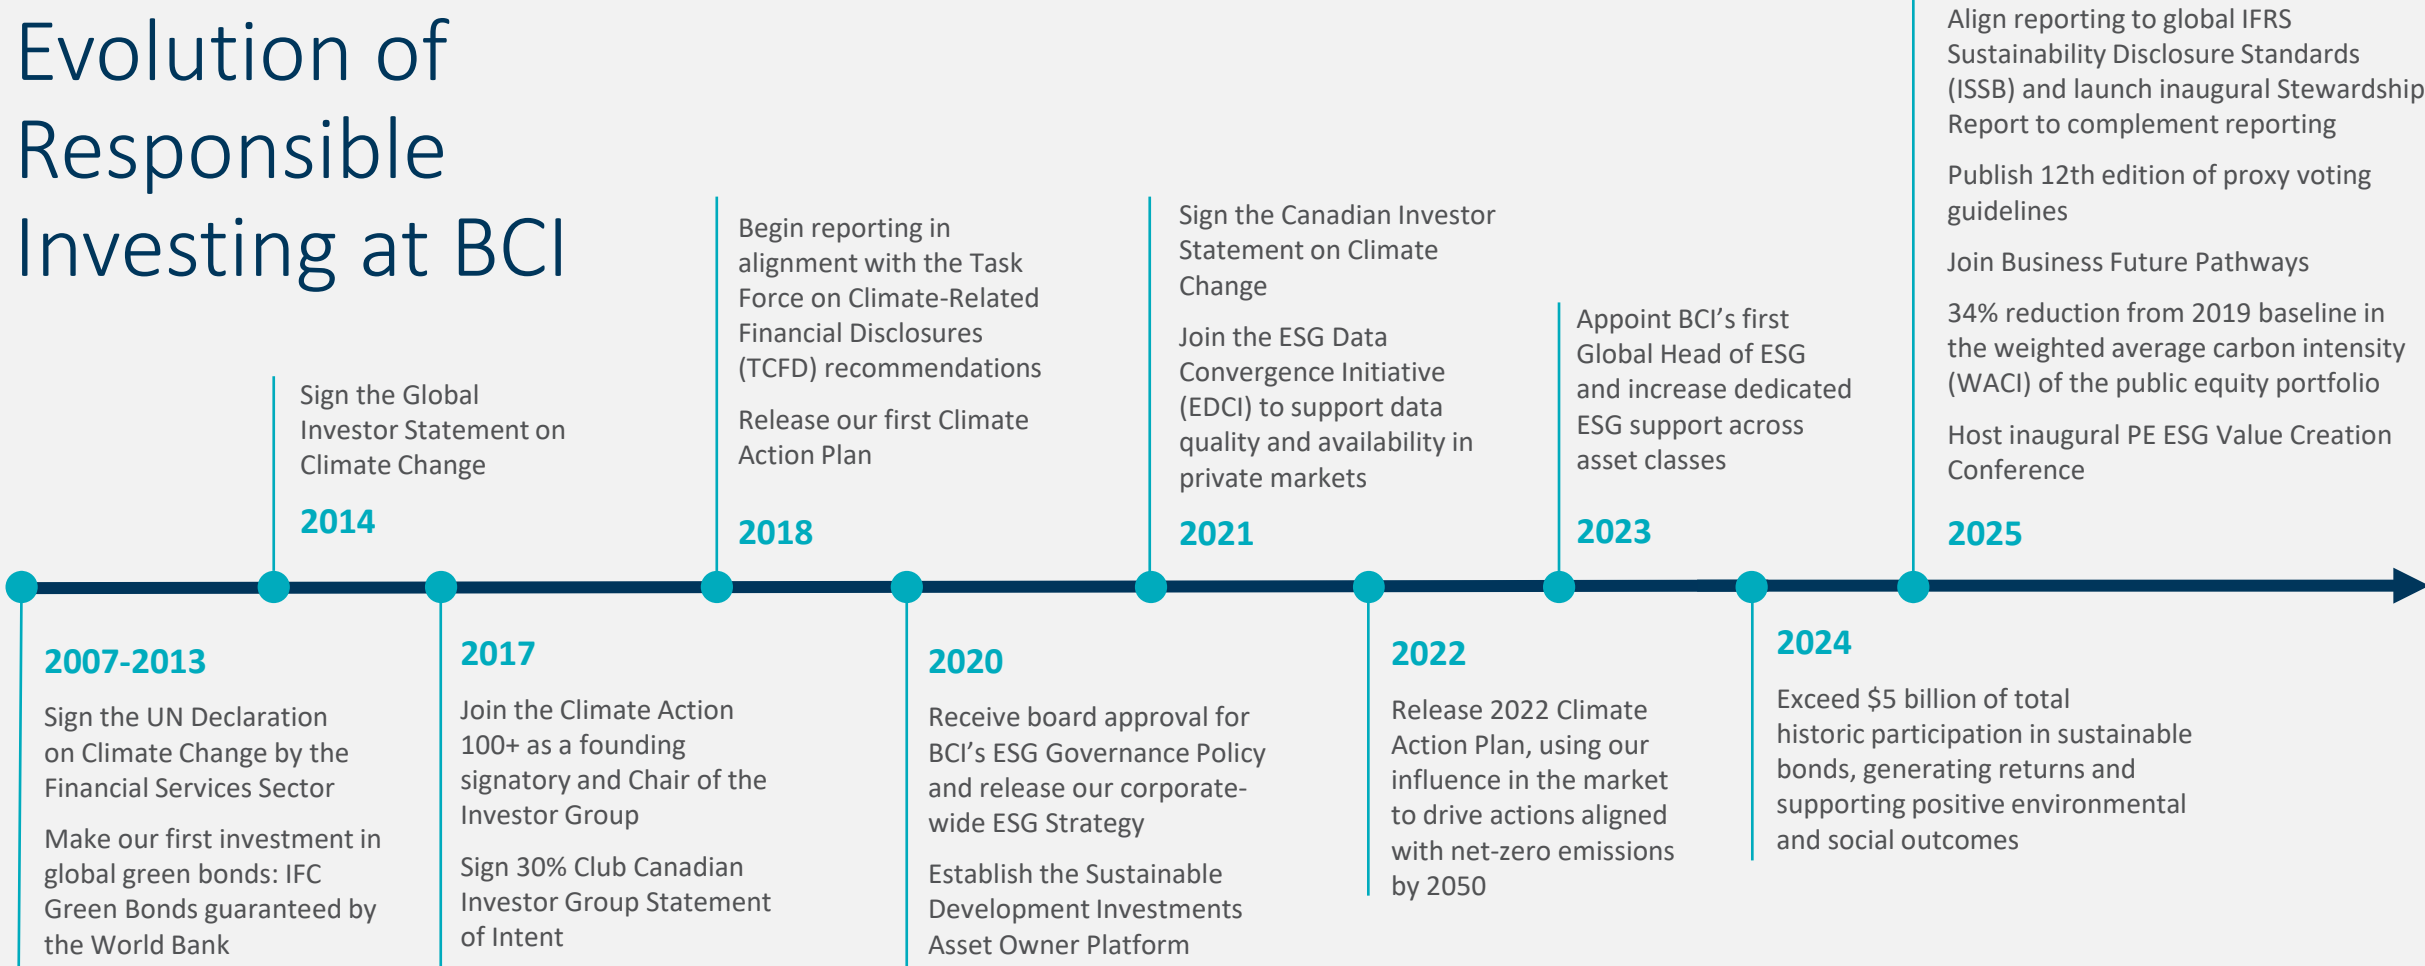 Evolution of
Responsible
Investing at BCI
2007-2013
Sign the UN Declaration
on Climate Change by the
Financial Services Sector
Make our first investment in
global green bonds: IFC
Green Bonds guaranteed by
the World Bank
Sign the Global
Investor Statement on
Climate Change
2014
2017
Join the Climate Action
100+ as a founding
signatory and Chair of the
Investor Group
Sign 30% Club Canadian
Investor Group Statement
of Intent
Begin reporting in
alignment with the Task
Force on Climate-Related
Financial Disclosures
(TCFD) recommendations
Release our first Climate
Action Plan
2018
2020
Receive board approval for
BCI’s ESG Governance Policy
and release our corporate-
wide ESG Strategy
Establish the Sustainable
Development Investments
Asset Owner Platform
Sign the Canadian Investor
Statement on Climate
Change
Join the ESG Data
Convergence Initiative
(EDCI) to support data
quality and availability in
private markets
2021
2022
Release 2022 Climate
Action Plan, using our
influence in the market
to drive actions aligned
with net-zero emissions
by 2050
Appoint BCI’s first
Global Head of ESG
and increase dedicated
ESG support across
asset classes
2023
2024
Exceed $5 billion of total
historic participation in sustainable
bonds, generating returns and
supporting positive environmental
and social outcomes
Align reporting to global IFRS
Sustainability Disclosure Standards
(ISSB) and launch inaugural Stewardship
Report to complement reporting
Publish 12th edition of proxy voting
guidelines
Join Business Future Pathways
34% reduction from 2019 baseline in
the weighted average carbon intensity
(WACI) of the public equity portfolio
Host inaugural PE ESG Value Creation
Conference
2025